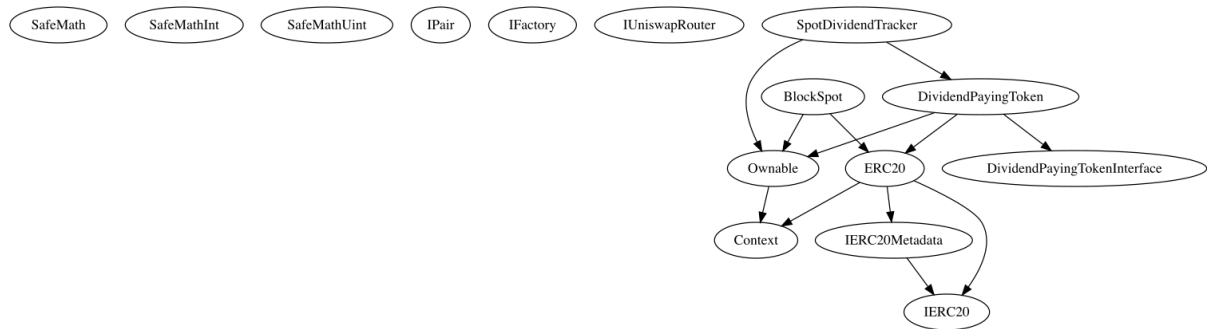 SafeMath
SafeMathInt
SafeMathUint
IPair
IFactory
IUniswapRouter
SpotDividendTracker
BlockSpot
DividendPayingToken
Ownable
ERC20
DividendPayingTokenInterface
Context
IERC20Metadata
IERC20